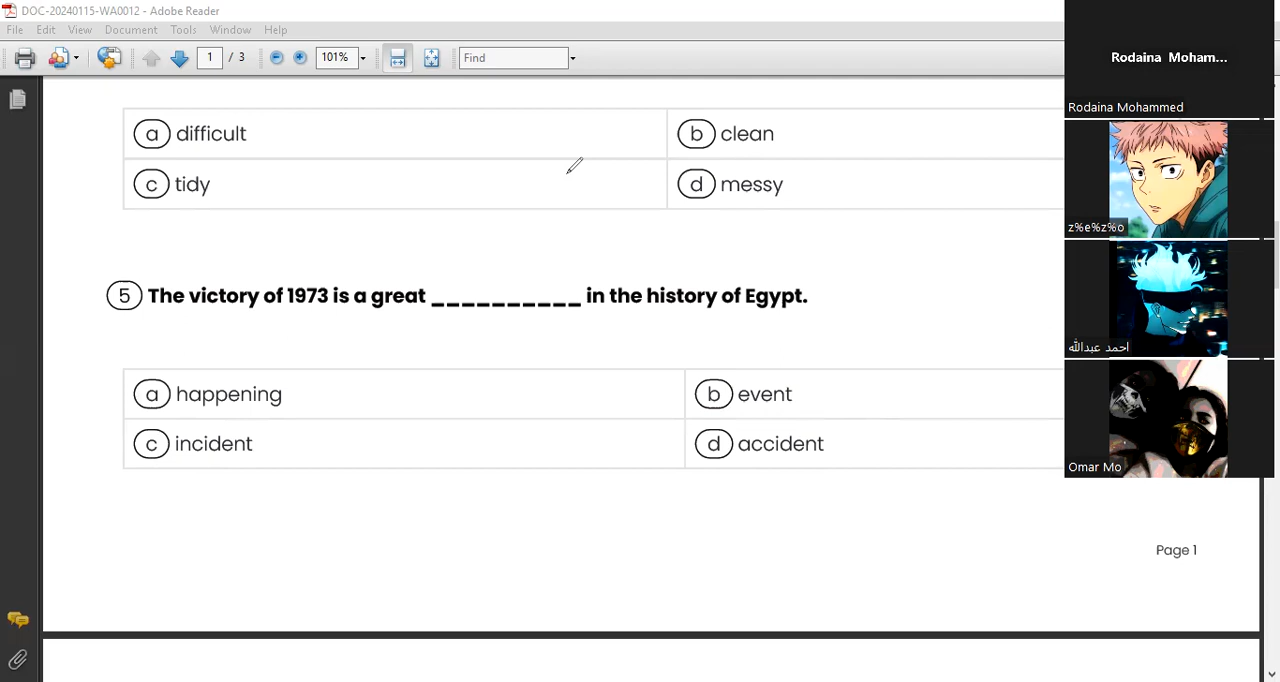 DOC-20240115-WA0012 - Adobe Reader
File Edit View Document Tools Window Help
1 / 3 101% Find
a difficult b clean
c tidy d messy
5 The victory of 1973 is a great __________ in the history of Egypt.
a happening b event
c incident d accident
Page 1
Rodaina Moham...
Rodaina Mohammed
z%e%z%o
احمد عبدالله
Omar Mo